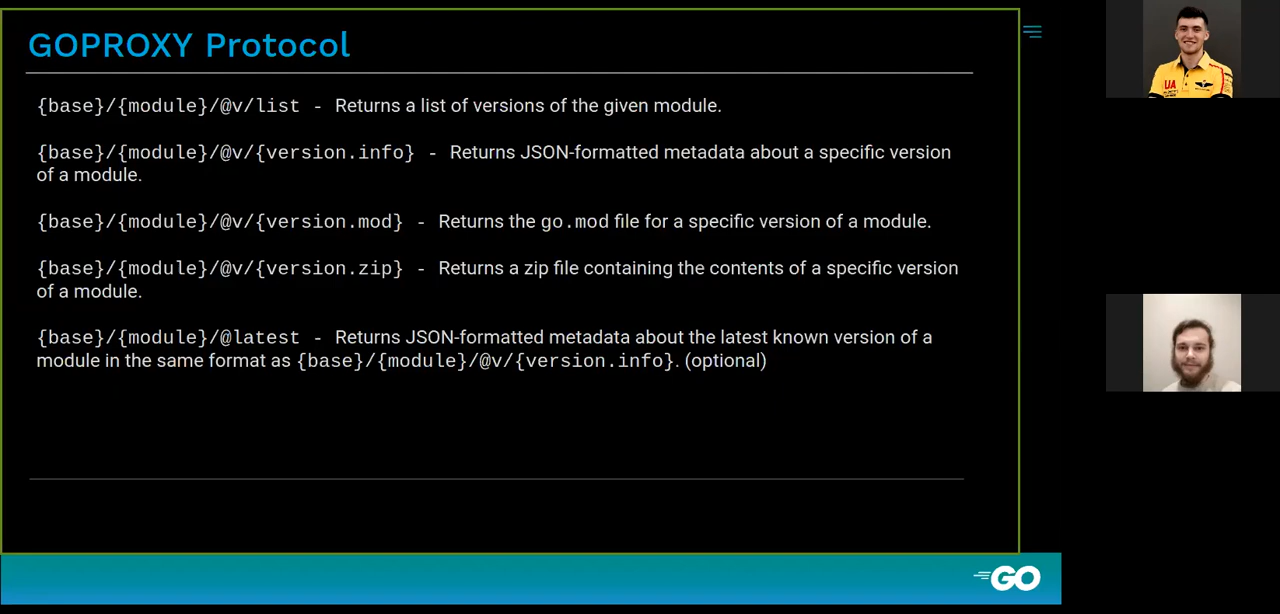 GOPROXY Protocol
{base}/{module}/@v/list - Returns a list of versions of the given module.
{base}/{module}/@v/{version.info} - Returns JSON-formatted metadata about a specific version
of a module.
{base}/{module}/@v/{version.mod} - Returns the go.mod file for a specific version of a module.
{base}/{module}/@v/{version.zip} - Returns a zip file containing the contents of a specific version
of a module.
{base}/{module}/@latest - Returns JSON-formatted metadata about the latest known version of a
module in the same format as {base}/{module}/@v/{version.info}. (optional)
GO
UA